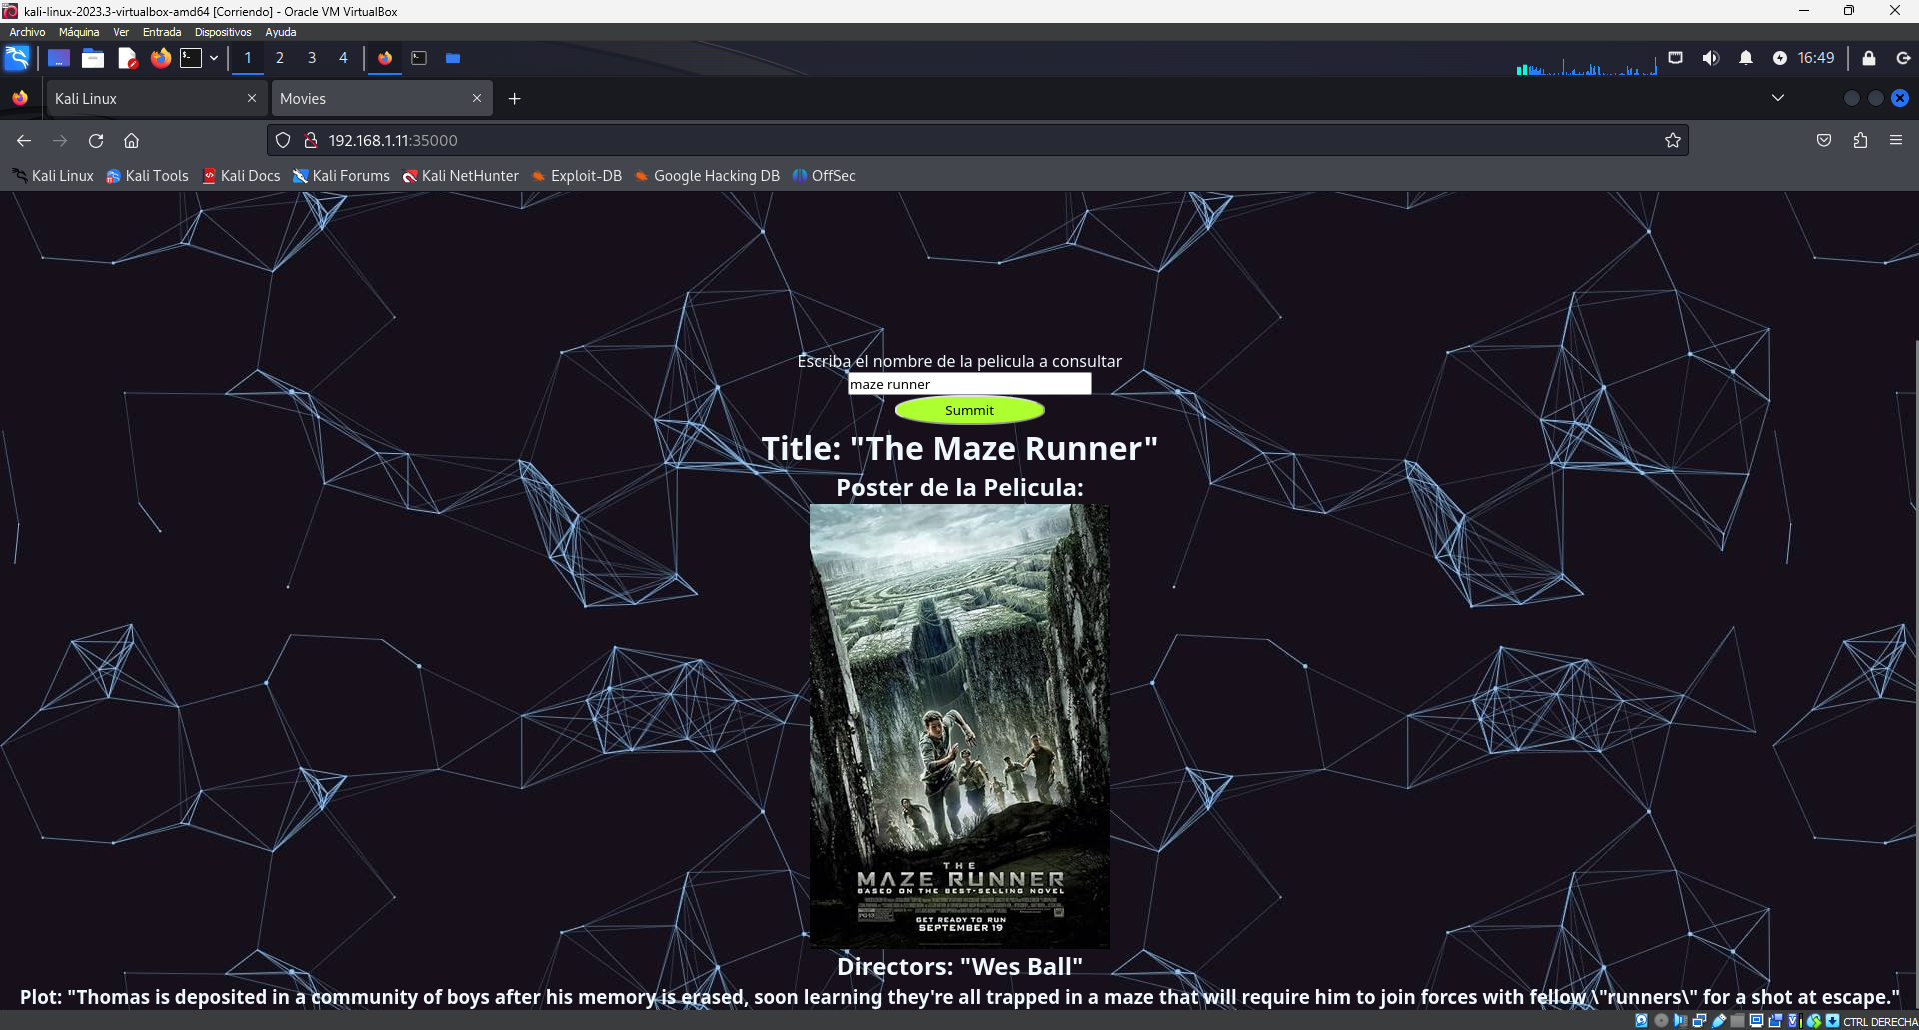 kali-linux-2023.3-virtualbox-amd64 [Corriendo] - Oracle VM VirtualBox
Archivo Máquina Ver Entrada Dispositivos Ayuda
1 2 3 4 16:49
Kali Linux Movies
192.168.1.11:35000
Kali Linux Kali Tools Kali Docs Kali Forums Kali NetHunter Exploit-DB Google Hacking DB OffSec
Escriba el nombre de la pelicula a consultar
maze runner
Summit
Title: "The Maze Runner"
Poster de la Pelicula:
THE
MAZE RUNNER
BASED ON THE BEST-SELLING NOVEL
PG-13
GET READY TO RUN
SEPTEMBER 19
Directors: "Wes Ball"
Plot: "Thomas is deposited in a community of boys after his memory is erased, soon learning they're all trapped in a maze that will require him to join forces with fellow \"runners\" for a shot at escape."
CTRL DERECHA